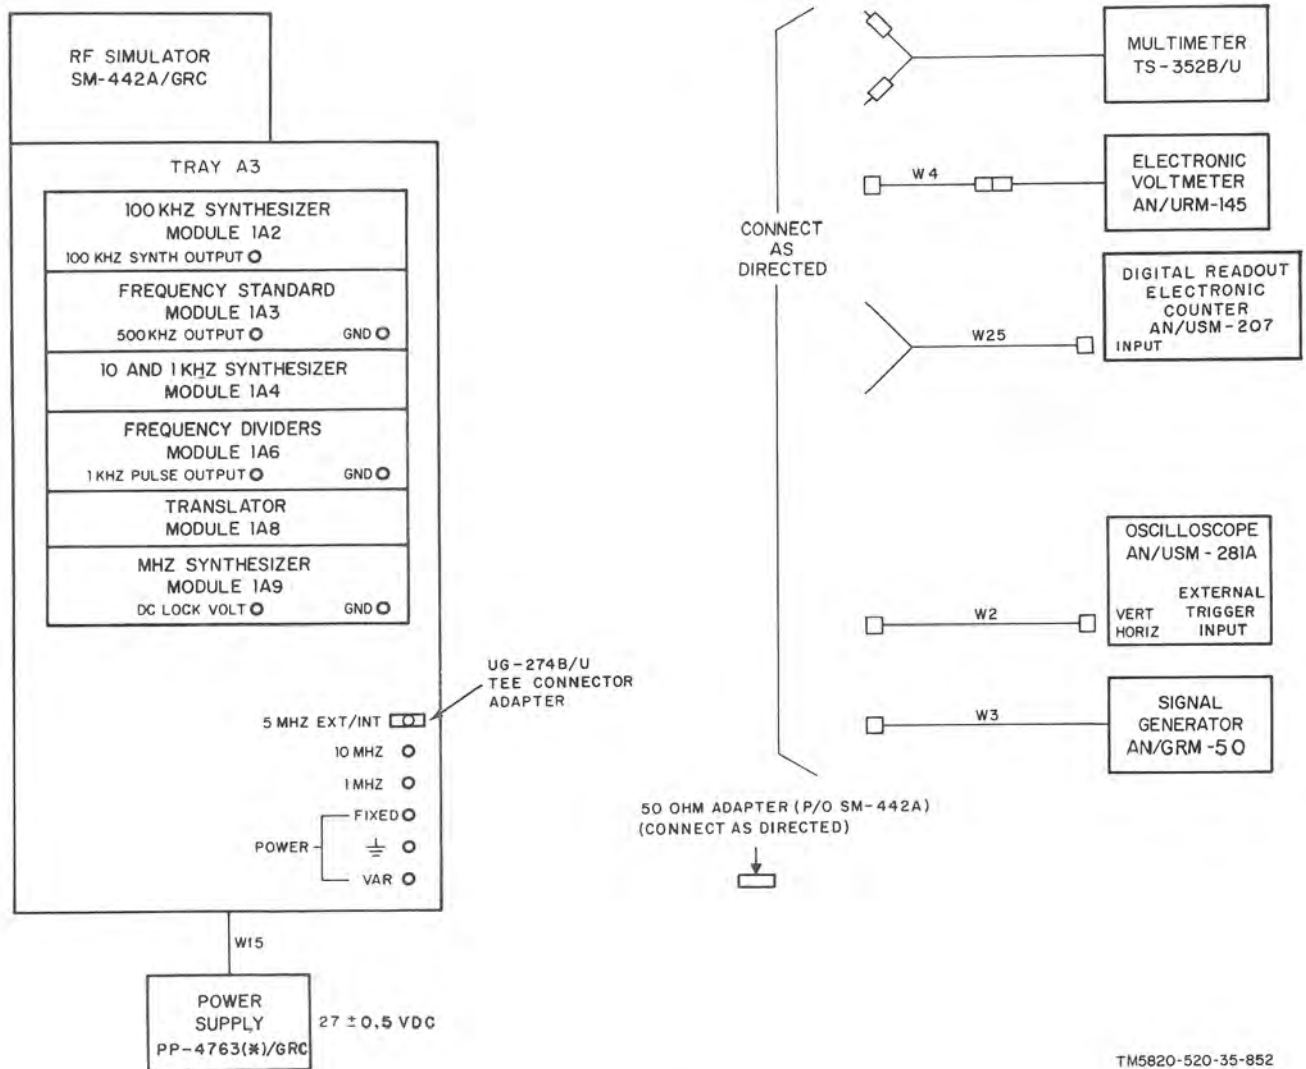 RF SIMULATOR
SM-442A/GRC
TRAY A3
100 KHZ SYNTHESIZER
MODULE 1A2
100 KHZ SYNTH OUTPUT
FREQUENCY STANDARD
MODULE 1A3
500KHZ OUTPUT
GND
10 AND 1 KHZ SYNTHESIZER
MODULE 1A4
FREQUENCY DIVIDERS
MODULE 1A6
1 KHZ PULSE OUTPUT
GND
TRANSLATOR
MODULE 1A8
MHZ SYNTHESIZER
MODULE 1A9
DC LOCK VOLT
GND
UG-274B/U
TEE CONNECTOR
ADAPTER
5 MHZ EXT/INT
10 MHZ
1 MHZ
FIXED
POWER
VAR
W15
POWER
SUPPLY
PP-4763(*)/GRC
27 ± 0.5 VDC
CONNECT
AS
DIRECTED
MULTIMETER
TS-352B/U
W4
ELECTRONIC
VOLTMETER
AN/URM-145
W25
DIGITAL READOUT
ELECTRONIC
COUNTER
AN/USM-207
INPUT
W2
OSCILLOSCOPE
AN/USM-281A
VERT
HORIZ
EXTERNAL
TRIGGER
INPUT
W3
SIGNAL
GENERATOR
AN/GRM-50
50 OHM ADAPTER (P/O SM-442A)
(CONNECT AS DIRECTED)
TM5820-520-35-852